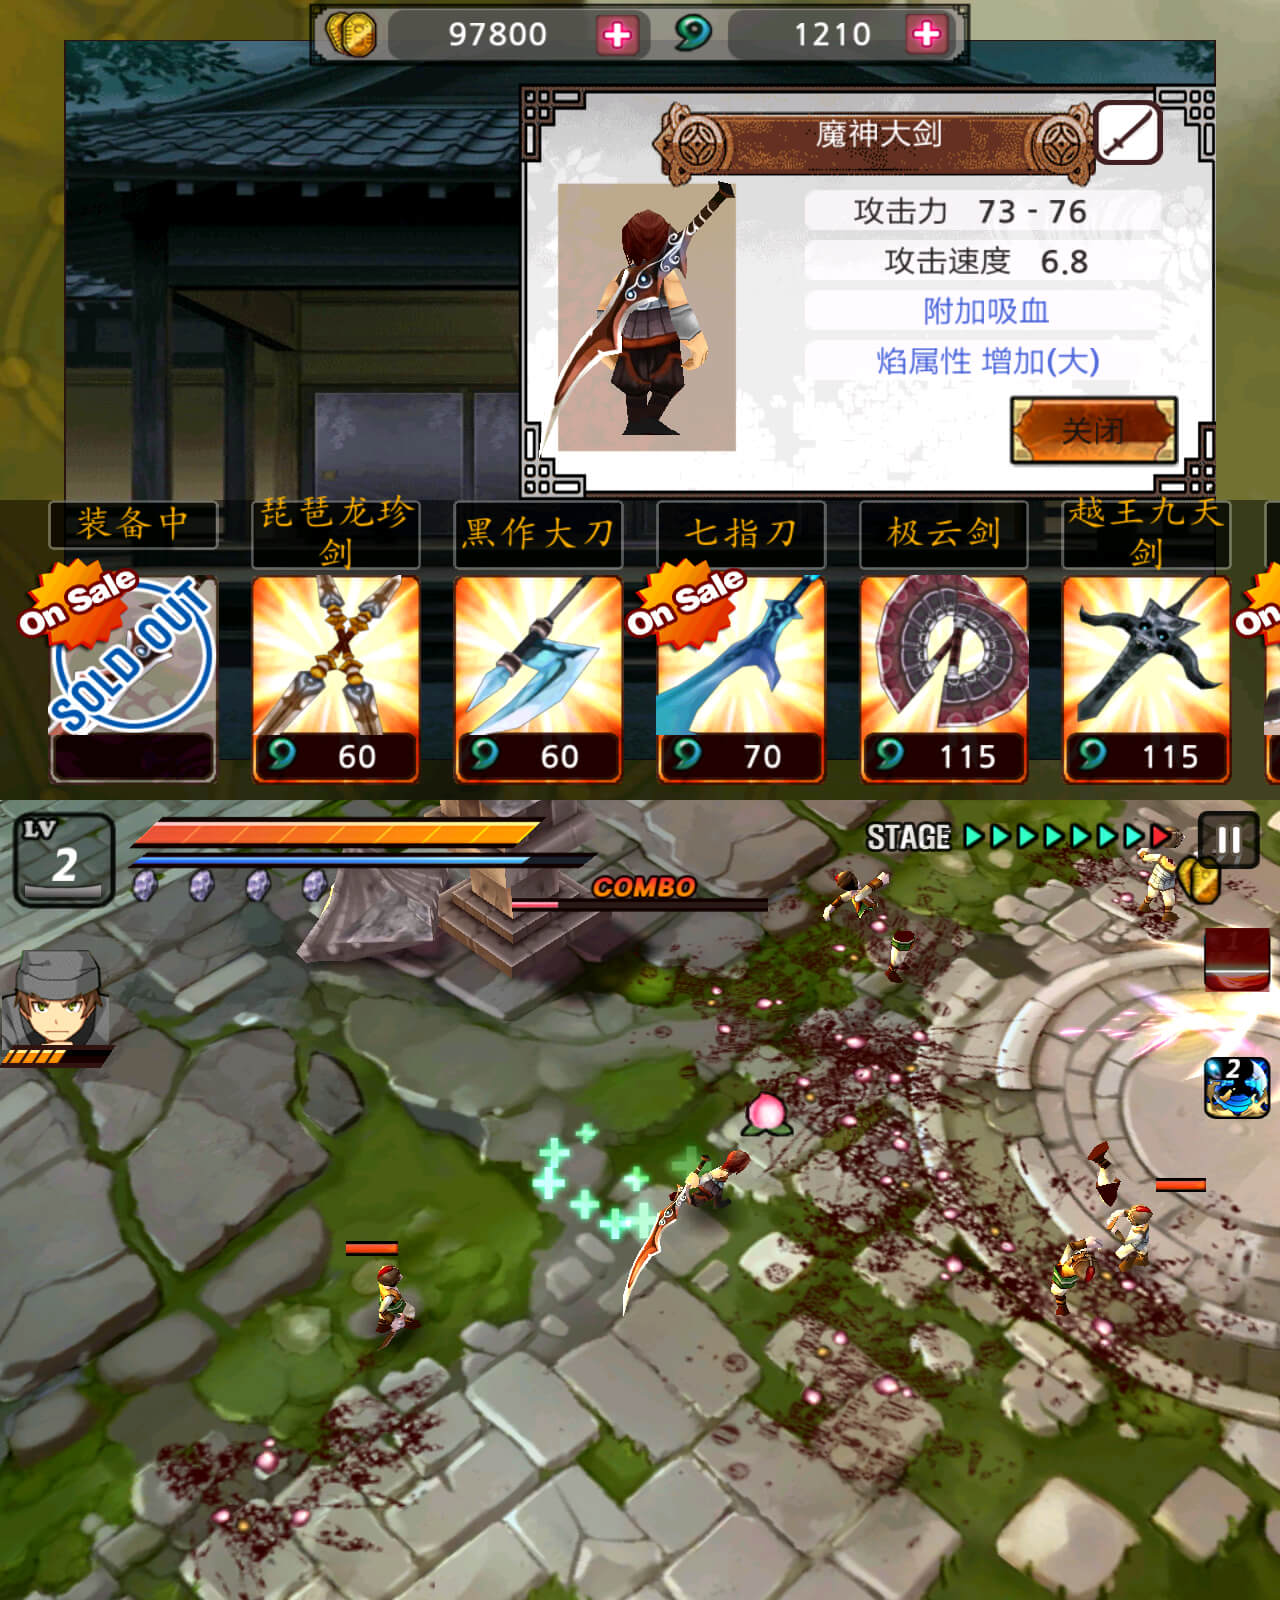 97800
1210
魔神大剑
攻击力 73 - 76
攻击速度 6.8
附加吸血
焰属性 增加(大)
关闭
装备中
琵琶龙珍
剑
黑作大刀
七指刀
极云剑
越王九天
剑
On Sale
SOLD OUT
On Sale
On Sale
60
60
70
115
115
LV
2
STAGE
COMBO
1
2